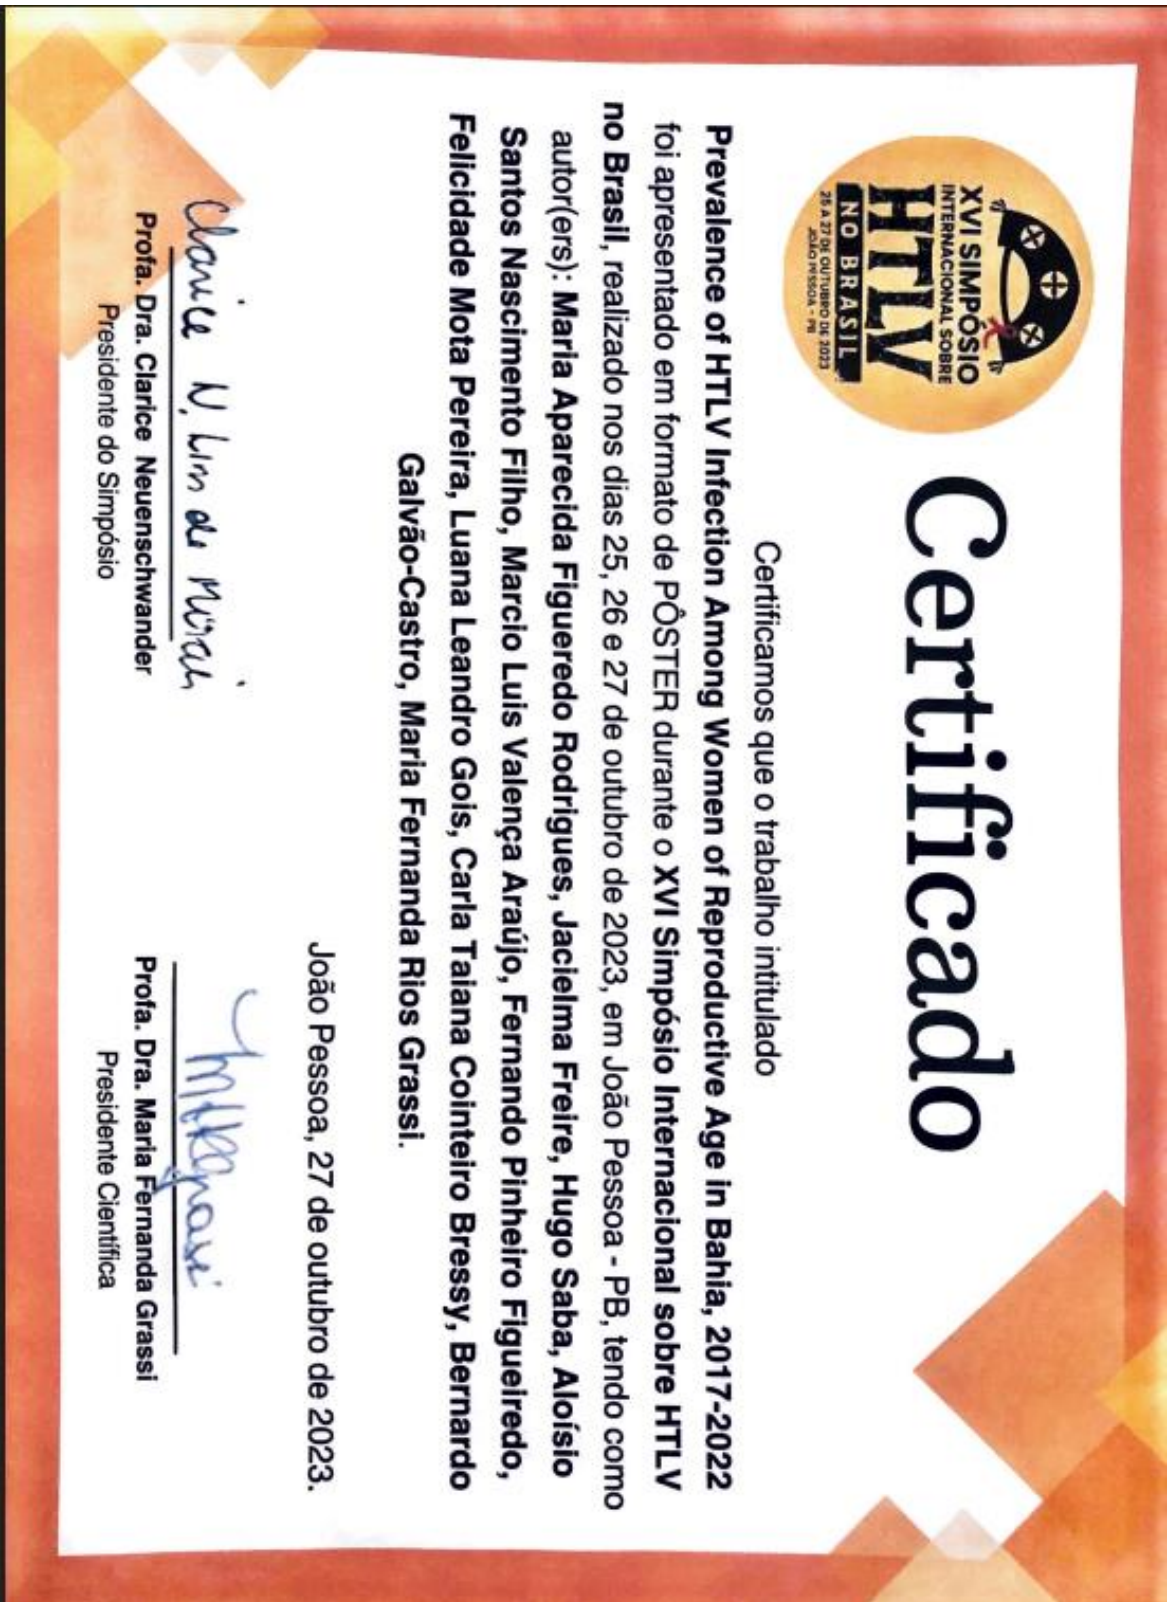 XVI SIMPÓSIO
INTERNACIONAL SOBRE
HTLV
NO BRASIL
25 A 27 DE OUTUBRO DE 2023
JOÃO PESSOA - PB
Certificado
Certificamos que o trabalho intitulado
Prevalence of HTLV Infection Among Women of Reproductive Age in Bahia, 2017-2022
foi apresentado em formato de PÔSTER durante o XVI Simpósio Internacional sobre HTLV
no Brasil, realizado nos dias 25, 26 e 27 de outubro de 2023, em João Pessoa - PB, tendo como
autor(ers): Maria Aparecida Figueredo Rodrigues, Jacielma Freire, Hugo Saba, Aloísio
Santos Nascimento Filho, Marcio Luis Valença Araújo, Fernando Pinheiro Figueiredo,
Felicidade Mota Pereira, Luana Leandro Gois, Carla Taiana Cointeiro Bressy, Bernardo
Galvão-Castro, Maria Fernanda Rios Grassi.
João Pessoa, 27 de outubro de 2023.
Clarice N. Lim de
Profa. Dra. Clarice Neuenschwander
Presidente do Simpósio
Profa. Dra. Maria Fernanda Grassi
Presidente Científica